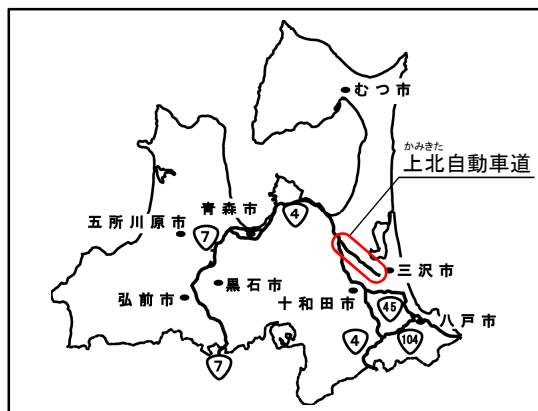 むつ市
かみきた
上北自動車道
青森市
4
五所川原市
7
三沢市
黒石市
十和田市
弘前市
45
八戸市
4
104
7